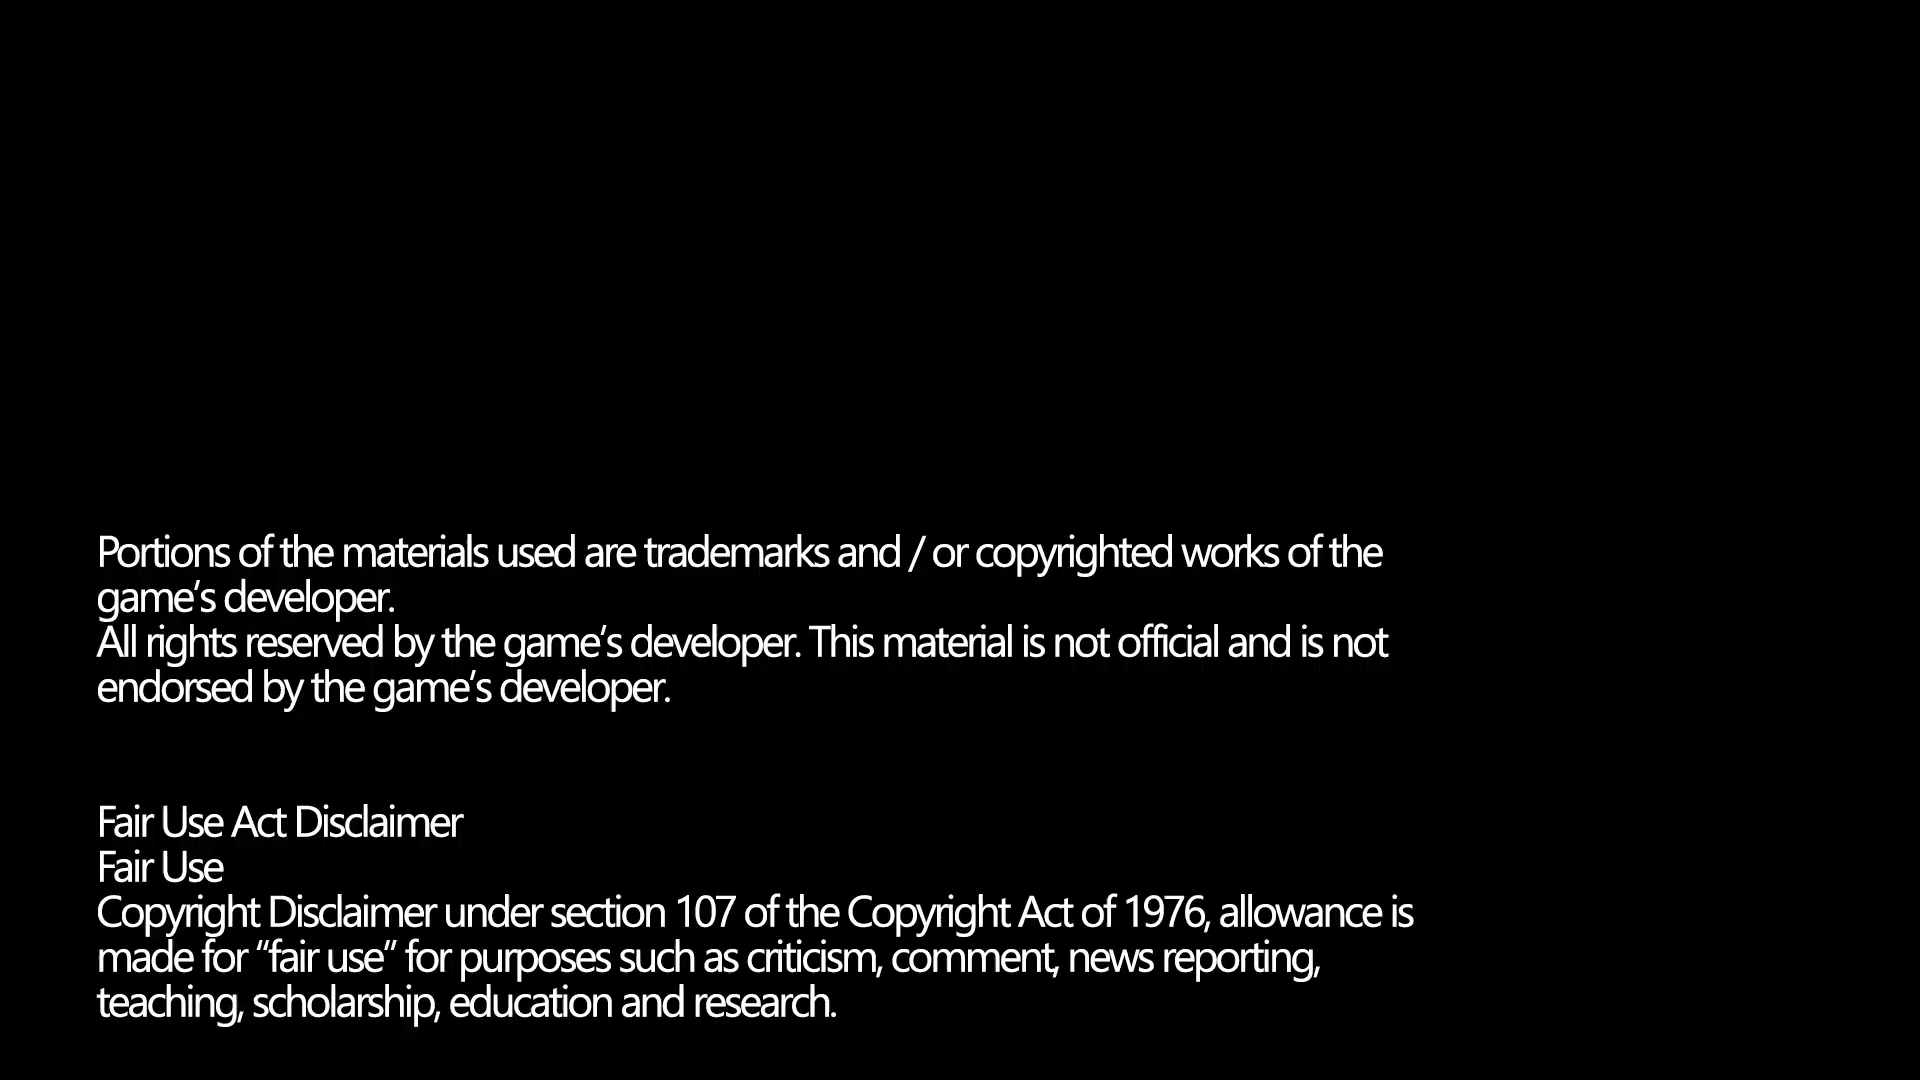 Portions of the materials used are trademarks and / or copyrighted works of the
game’s developer.
All rights reserved by the game’s developer. This material is not official and is not
endorsed by the game’s developer.
Fair Use Act Disclaimer
Fair Use
Copyright Disclaimer under section 107 of the Copyright Act of 1976, allowance is
made for “fair use” for purposes such as criticism, comment, news reporting,
teaching, scholarship, education and research.